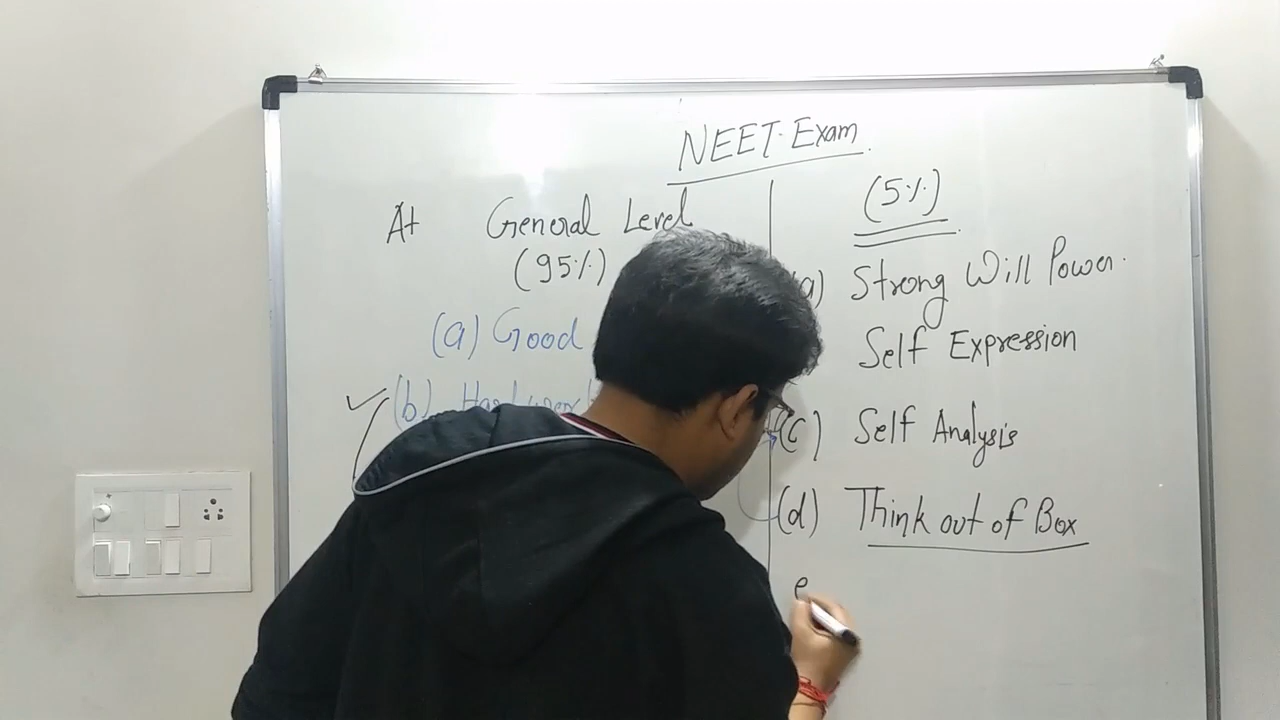 NEET Exam.
At General Level
(95%)
(a) Good
(b) Hardwork
(5%)
a) Strong Will Power.
Self Expression
(c) Self Analysis
(d) Think out of Box
e